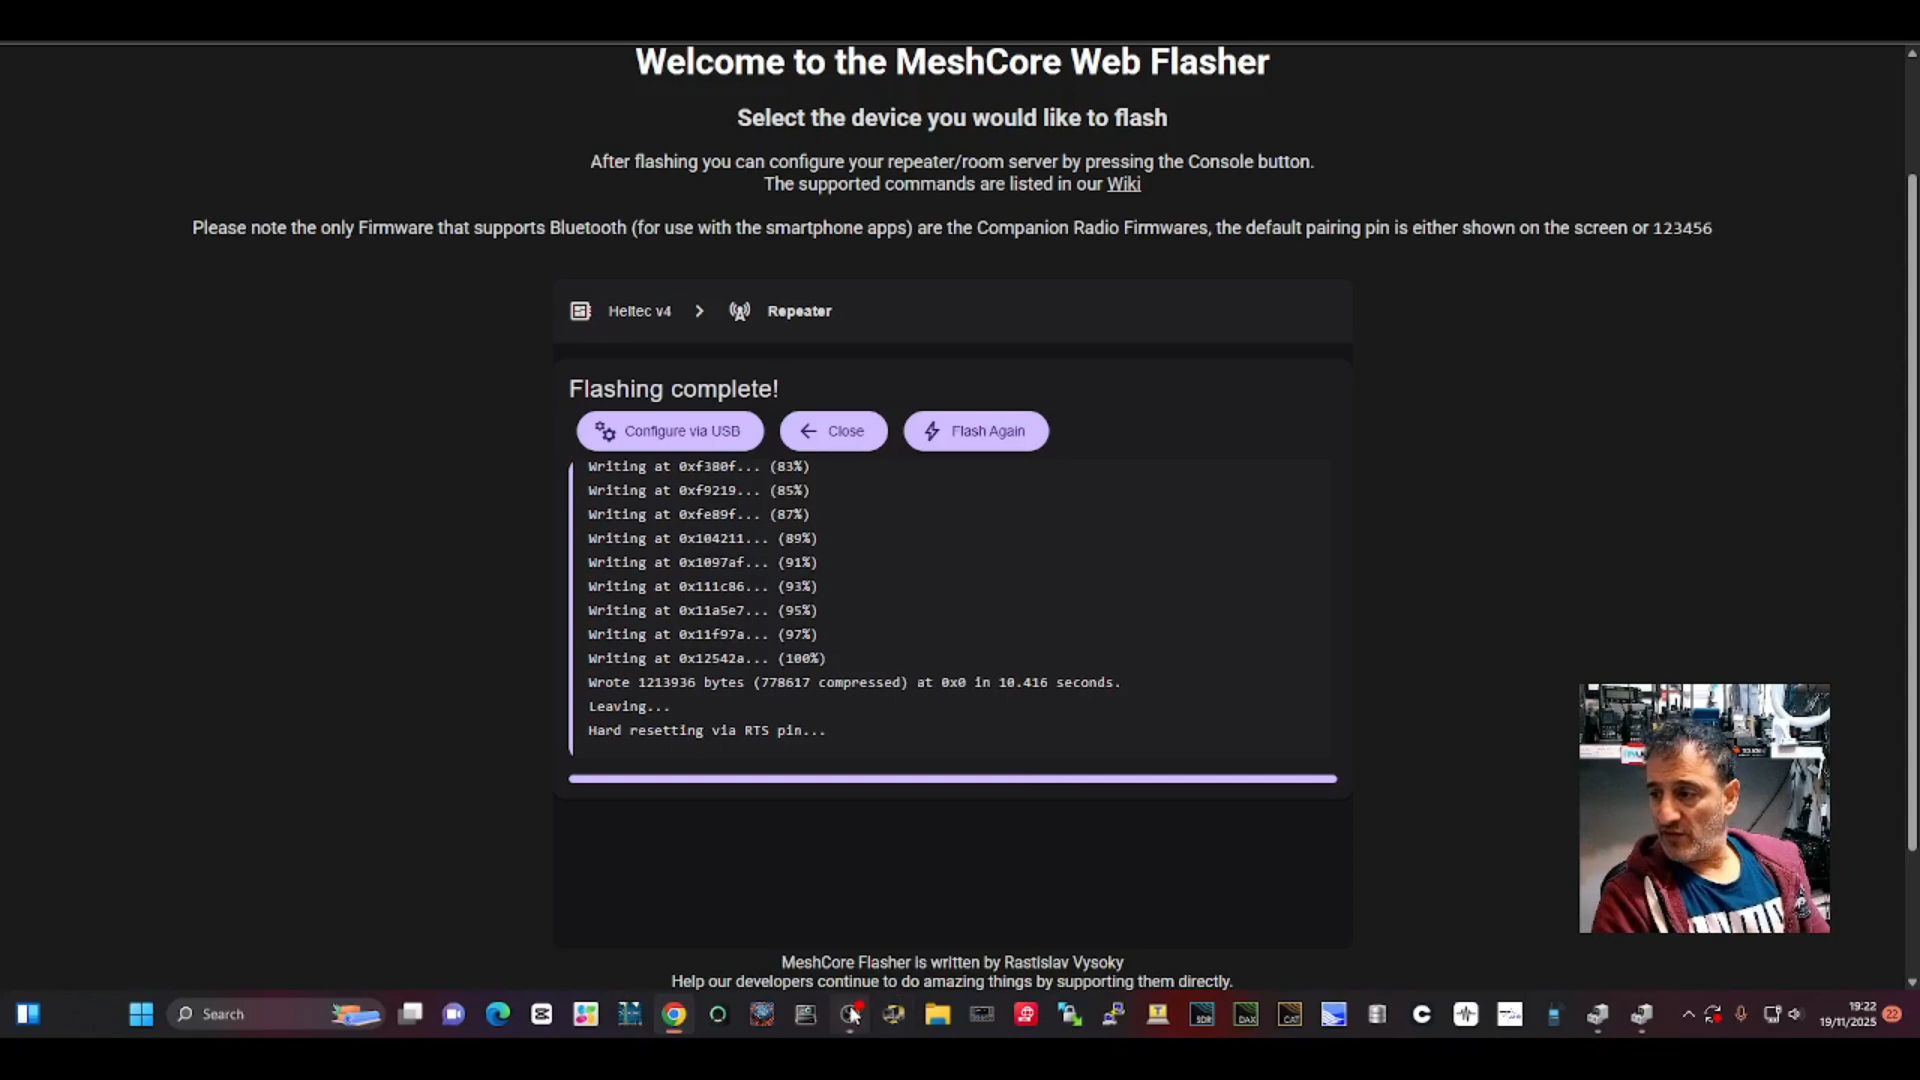 Welcome to the MeshCore Web Flasher
Select the device you would like to flash
After flashing you can configure your repeater/room server by pressing the Console button.
The supported commands are listed in our Wiki
Please note the only Firmware that supports Bluetooth (for use with the smartphone apps) are the Companion Radio Firmwares, the default pairing pin is either shown on the screen or 123456
Heltec v4
Repeater
Flashing complete!
Configure via USB
Close
Flash Again
Writing at 0xf380f... (83%)
Writing at 0xf9219... (85%)
Writing at 0xfe89f... (87%)
Writing at 0x104211... (89%)
Writing at 0x1097af... (91%)
Writing at 0x111c86... (93%)
Writing at 0x11a5e7... (95%)
Writing at 0x11f97a... (97%)
Writing at 0x12542a... (100%)
Wrote 1213936 bytes (778617 compressed) at 0x0 in 10.416 seconds.
Leaving...
Hard resetting via RTS pin...
MeshCore Flasher is written by Rastislav Vysoky
Help our developers continue to do amazing things by supporting them directly.
Search
SDR
DAX
CAT
19:22
19/11/2025
22